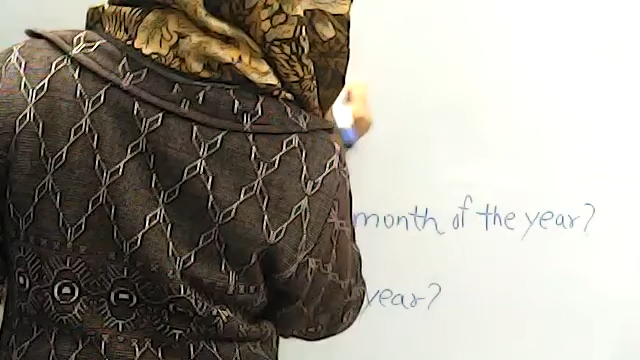 month of the year?
year?